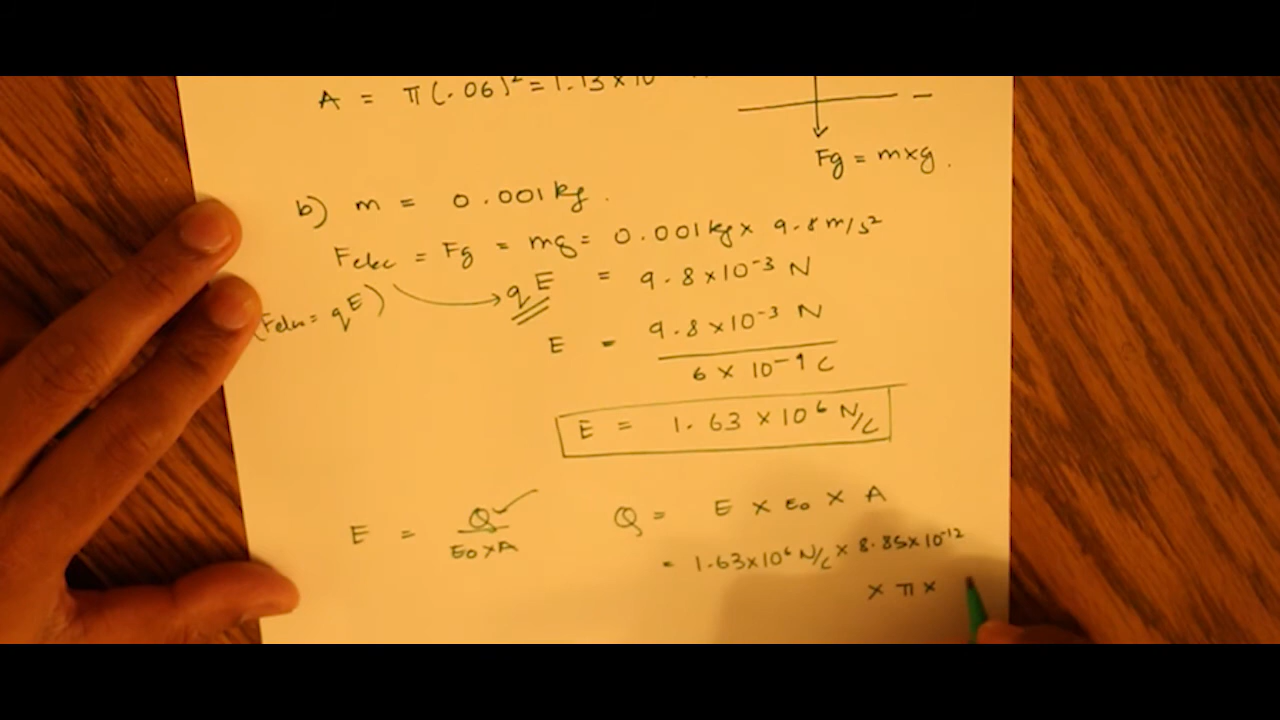 A = π(.06)² = 1.13×10
—
Fg = m×g.
b) m = 0.001 kg.
Felec = Fg = mg = 0.001 kg × 9.8 m/s²
(Felec = qE) qE = 9.8×10⁻³ N
E = 9.8×10⁻³ N
6 × 10⁻⁹ C
E = 1.63 × 10⁶ N/C
E = Q Q = E × ε₀ × A
ε₀×A
= 1.63×10⁶ N/C × 8.85×10⁻¹²
× π ×